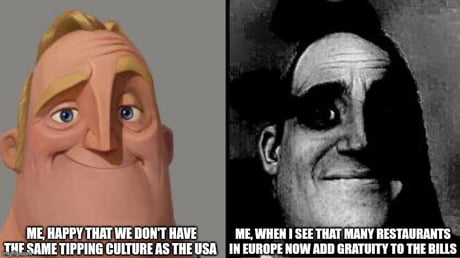 ME, HAPPY THAT WE DON'T HAVE
THE SAME TIPPING CULTURE AS THE USA
ME, WHEN I SEE THAT MANY RESTAURANTS
IN EUROPE NOW ADD GRATUITY TO THE BILLS